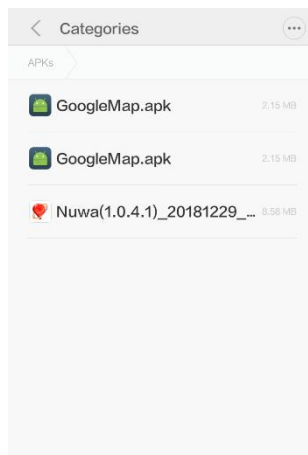 Categories
APKs
GoogleMap.apk 2,15 MB
GoogleMap.apk 2,15 MB
Nuwa(1.0.4.1)_20181229_... 8,58 MB